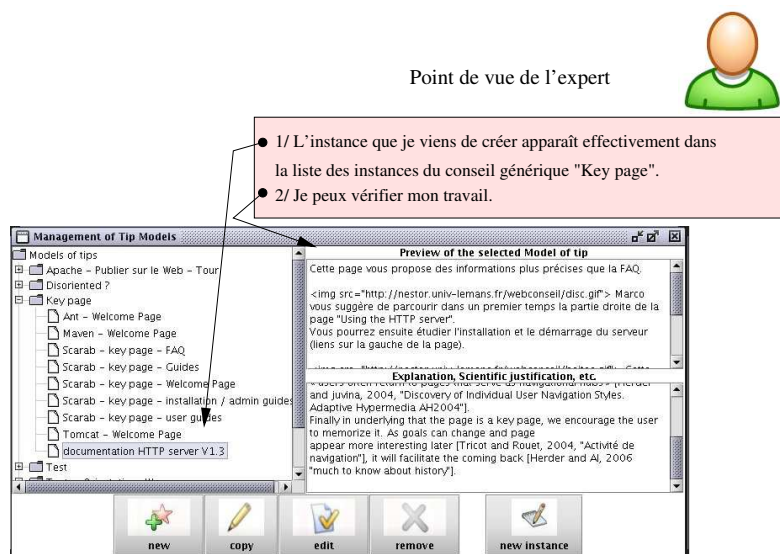 Point de vue de l'expert
1/ L'instance que je viens de créer apparaît effectivement dans
la liste des instances du conseil générique "Key page".
2/ Je peux vérifier mon travail.
Management of Tip Models
Models of tips
Apache – Publier sur le Web – Tour
Disoriented ?
Key page
Ant – Welcome Page
Maven – Welcome Page
Scarab – key page – FAQ
Scarab – key page – Guides
Scarab – key page – Welcome Page
Scarab – key page – installation / admin guides
Scarab – key page – user guides
Tomcat – Welcome Page
documentation HTTP server V1.3
Test
Preview of the selected Model of tip
Cette page vous propose des informations plus précises que la FAQ.
<img src="http://nestor.univ-lemans.fr/webconseil/disc.gif"> Marco
vous suggère de parcourir dans un premier temps la partie droite de la
page "Using the HTTP server".
Vous pourrez ensuite étudier l'installation et le démarrage du serveur
(liens sur la gauche de la page).
Explanation, Scientific justification, etc.
and juvina, 2004, "Discovery of Individual User Navigation Styles.
Adaptive Hypermedia AH2004"].
Finally in underlying that the page is a key page, we encourage the user
to memorize it. As goals can change and page
appear more interesting later [Tricot and Rouet, 2004, "Activité de
navigation"], it will facilitate the coming back [Herder and Al, 2006
"much to know about history"].
new
copy
edit
remove
new instance